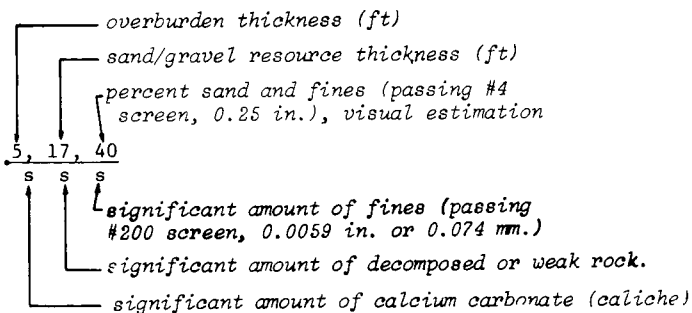 overburden thickness (ft)
sand/gravel resource thickness (ft)
percent sand and fines (passing #4
screen, 0.25 in.), visual estimation
5, 17, 40
s s s
significant amount of fines (passing
#200 screen, 0.0059 in. or 0.074 mm.)
significant amount of decomposed or weak rock.
significant amount of calcium carbonate (caliche)